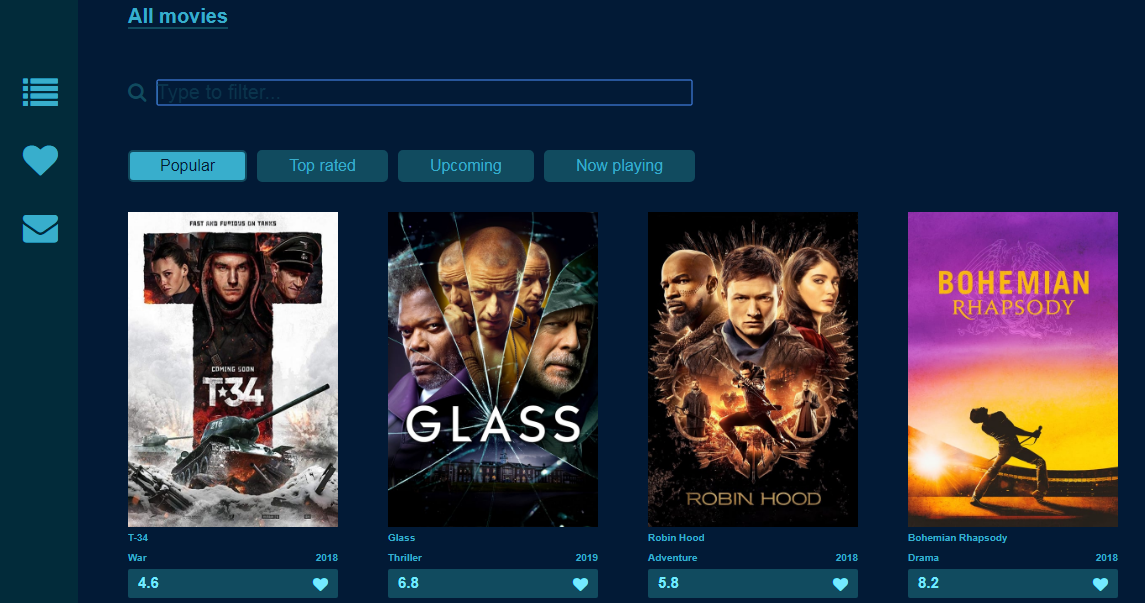 All movies
Type to filter...
Popular
Top rated
Upcoming
Now playing
FAST AND FURIOUS ON TANKS
COMING SOON
T★34
GLASS
ROBIN HOOD
BOHEMIAN
RHAPSODY
T-34
War 2018
4.6
Glass
Thriller 2019
6.8
Robin Hood
Adventure 2018
5.8
Bohemian Rhapsody
Drama 2018
8.2